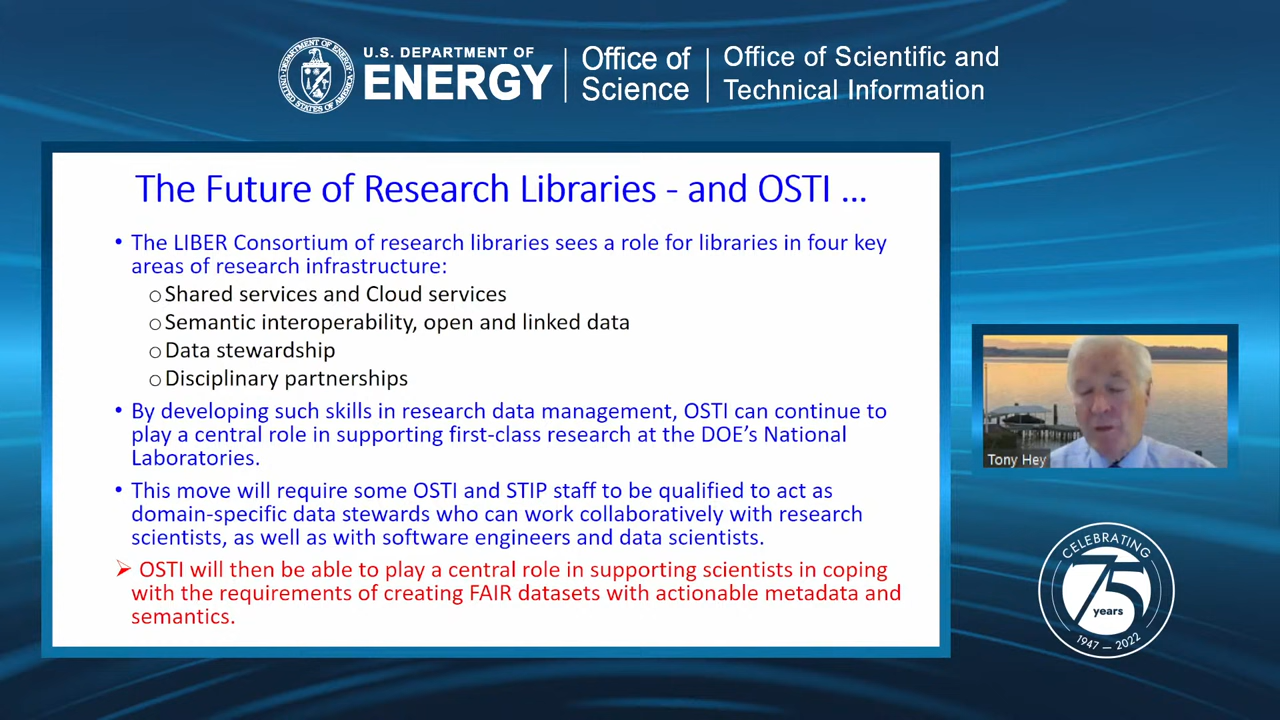 U.S. DEPARTMENT OF
ENERGY
Office of
Science
Office of Scientific and
Technical Information
The Future of Research Libraries - and OSTI ...
• The LIBER Consortium of research libraries sees a role for libraries in four key
areas of research infrastructure:
o Shared services and Cloud services
o Semantic interoperability, open and linked data
o Data stewardship
o Disciplinary partnerships
• By developing such skills in research data management, OSTI can continue to
play a central role in supporting first-class research at the DOE's National
Laboratories.
• This move will require some OSTI and STIP staff to be qualified to act as
domain-specific data stewards who can work collaboratively with research
scientists, as well as with software engineers and data scientists.
➢ OSTI will then be able to play a central role in supporting scientists in coping
with the requirements of creating FAIR datasets with actionable metadata and
semantics.
Tony Hey
CELEBRATING
75
years
1947 — 2022